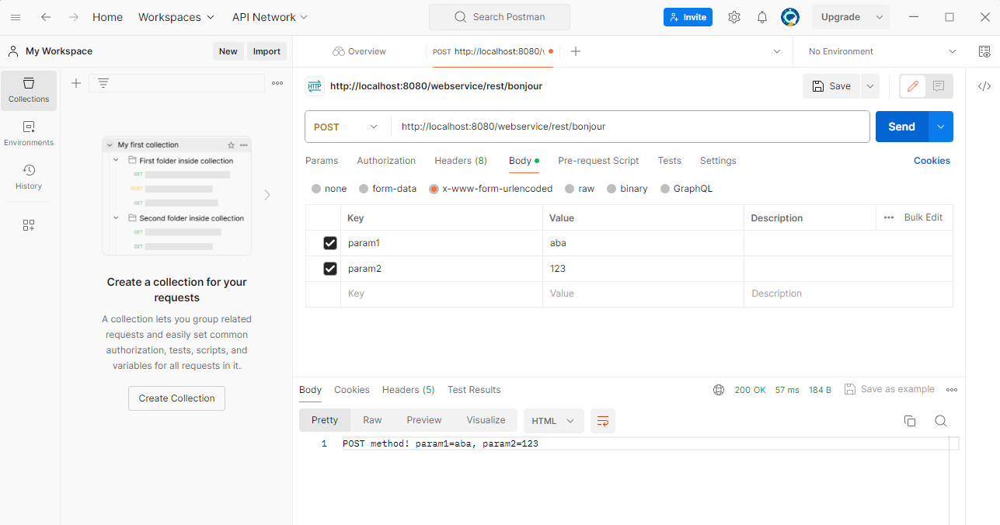 Home Workspaces API Network Search Postman Invite Upgrade
My Workspace New Import Overview POST http://localhost:8080/ No Environment
Collections
Environments
History
My first collection
First folder inside collection
GET
POST
GET
Second folder inside collection
GET
GET
Create a collection for your
requests
A collection lets you group related
requests and easily set common
authorization, tests, scripts, and
variables for all requests in it.
Create Collection
HTTP http://localhost:8080/webservice/rest/bonjour Save
POST http://localhost:8080/webservice/rest/bonjour Send
Params Authorization Headers (8) Body Pre-request Script Tests Settings Cookies
none form-data x-www-form-urlencoded raw binary GraphQL
Key Value Description Bulk Edit
param1 aba
param2 123
Key Value Description
Body Cookies Headers (5) Test Results 200 OK 57 ms 184 B Save as example
Pretty Raw Preview Visualize HTML
1 POST method! param1=aba, param2=123